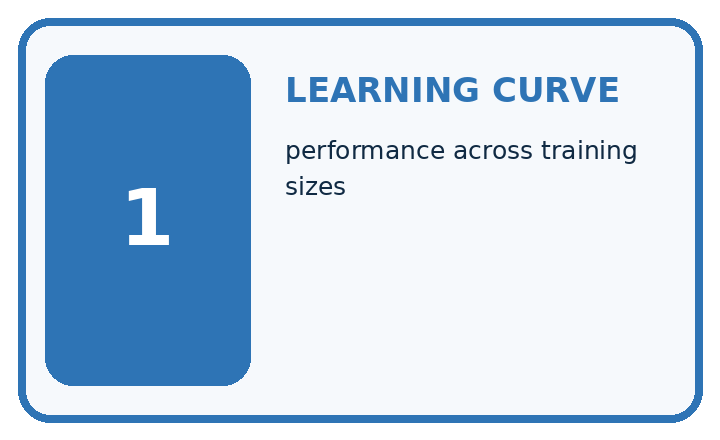 1
LEARNING CURVE
performance across training
sizes